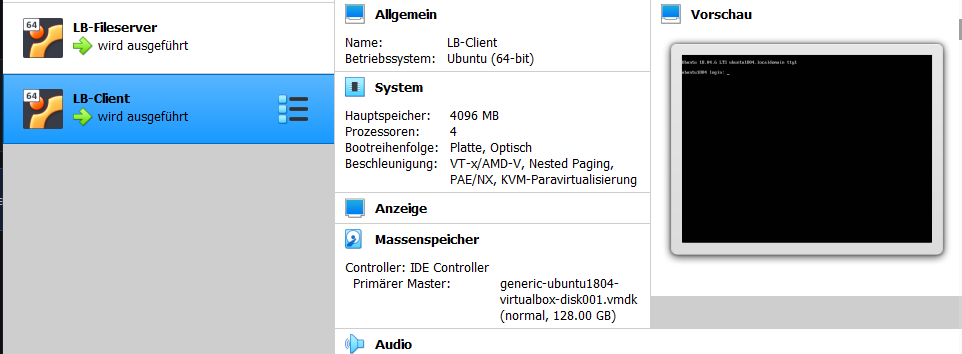 64
LB-Fileserver
wird ausgeführt
64
LB-Client
wird ausgeführt
Allgemein
Name: LB-Client
Betriebssystem: Ubuntu (64-bit)
System
Hauptspeicher: 4096 MB
Prozessoren: 4
Bootreihenfolge: Platte, Optisch
Beschleunigung: VT-x/AMD-V, Nested Paging,
PAE/NX, KVM-Paravirtualisierung
Anzeige
Massenspeicher
Controller: IDE Controller
Primärer Master: generic-ubuntu1804-
virtualbox-disk001.vmdk
(normal, 128.00 GB)
Audio
Vorschau
Ubuntu 18.04.6 LTS ubuntu1804.localdomain tty1
ubuntu1804 login: _